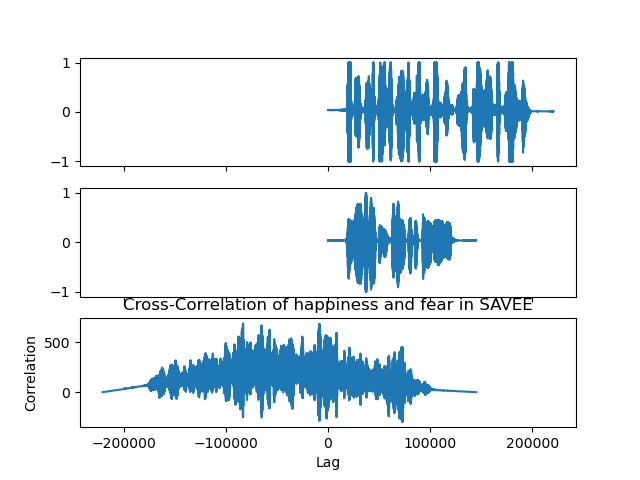 1
0
−1
1
0
−1
Cross-Correlation of happiness and fear in SAVEE
500
0
Correlation
−200000 −100000 0 100000 200000
Lag